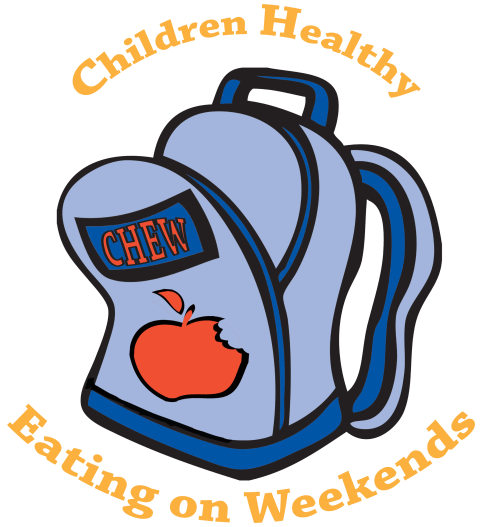 Children Healthy
CHEW
Eating on Weekends